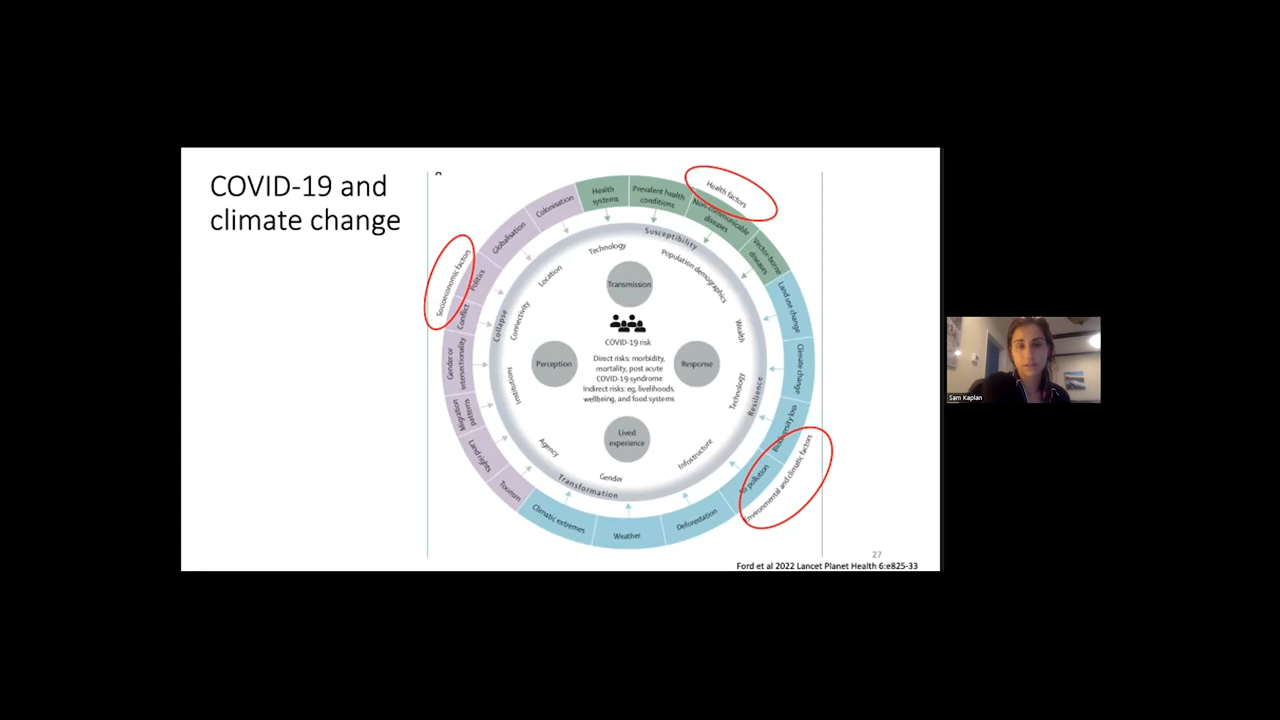 COVID-19 and
climate change
Health factors
Socioeconomic factors
Environmental and climatic factors
Health
systems
Prevalent health
conditions
Non-communicable
diseases
Vector-borne
diseases
Land use change
Climate change
Biodiversity loss
Air pollution
Deforestation
Weather
Climatic extremes
Tourism
Land rights
Migration
patterns
Gender or
intersectionality
Conflict
Politics
Globalisation
Colonisation
Susceptibility
Resilience
Transformation
Collapse
Technology
Population demographics
Wealth
Technology
Infostructure
Gender
Agency
Institutions
Connectivity
Location
Transmission
COVID-19 risk
Direct risks: morbidity,
mortality, post acute
COVID-19 syndrome
Indirect risks: eg, livelihoods,
wellbeing, and food systems
Perception
Response
Lived
experience
27
Ford et al 2022 Lancet Planet Health 6:e825-33
Sam Kaplan